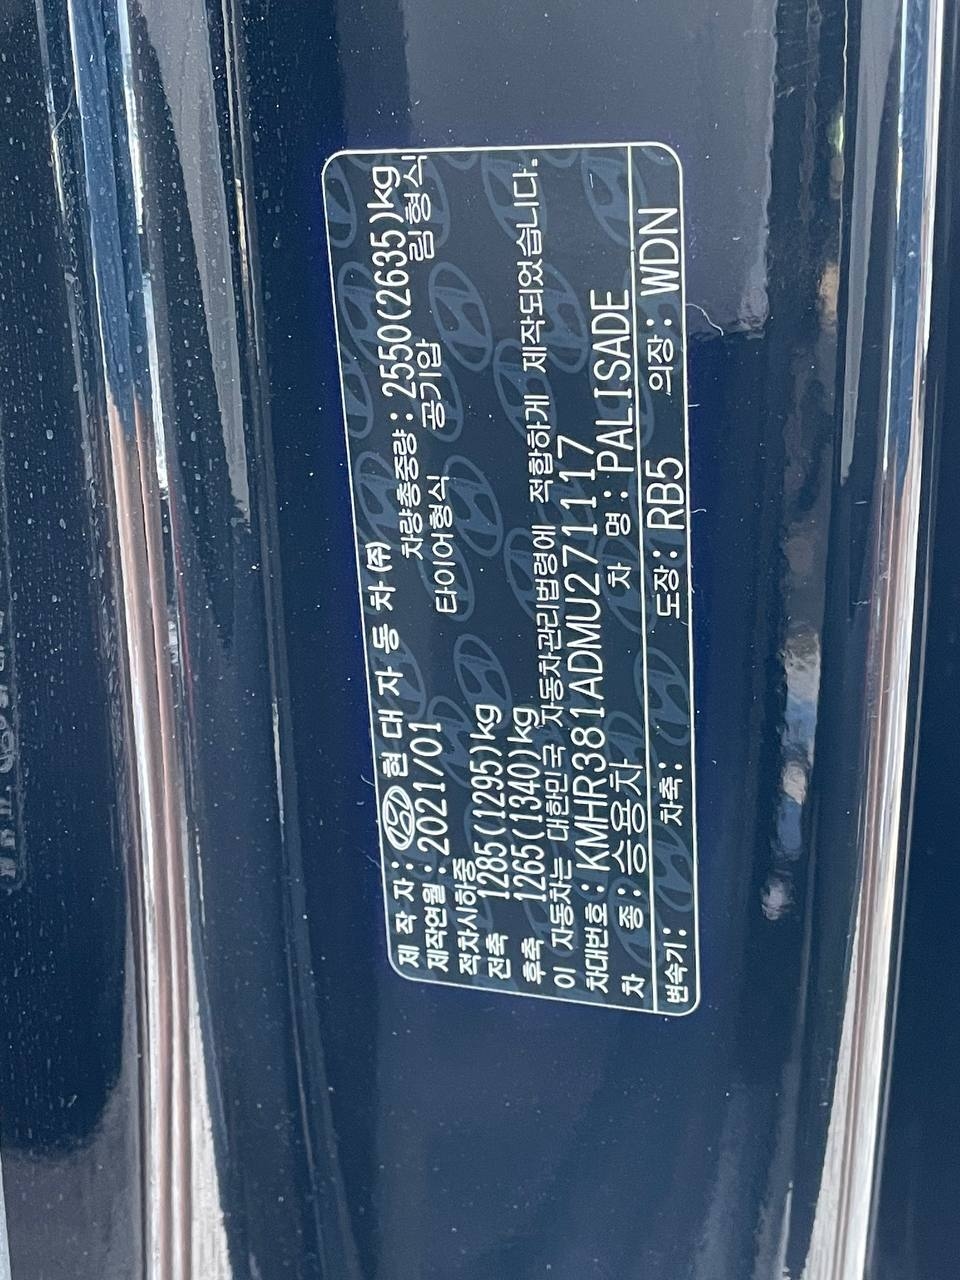 제 작 자 : 현 대 자 동 차 (주)
제작연월 : 2021/01 차량총중량 : 2550(2635)kg
적차시하중 타이어형식 공기압 림형식
전축 1285(1295)kg
후축 1265(1340)kg
이 자동차는 대한민국 자동차관리법령에 적합하게 제작되었습니다.
차대번호 : KMHR381ADMU271117
차 종 : 승용차 차 명 : PALISADE
변속기 : 차축 : 도장 : RB5 의장 : WDN